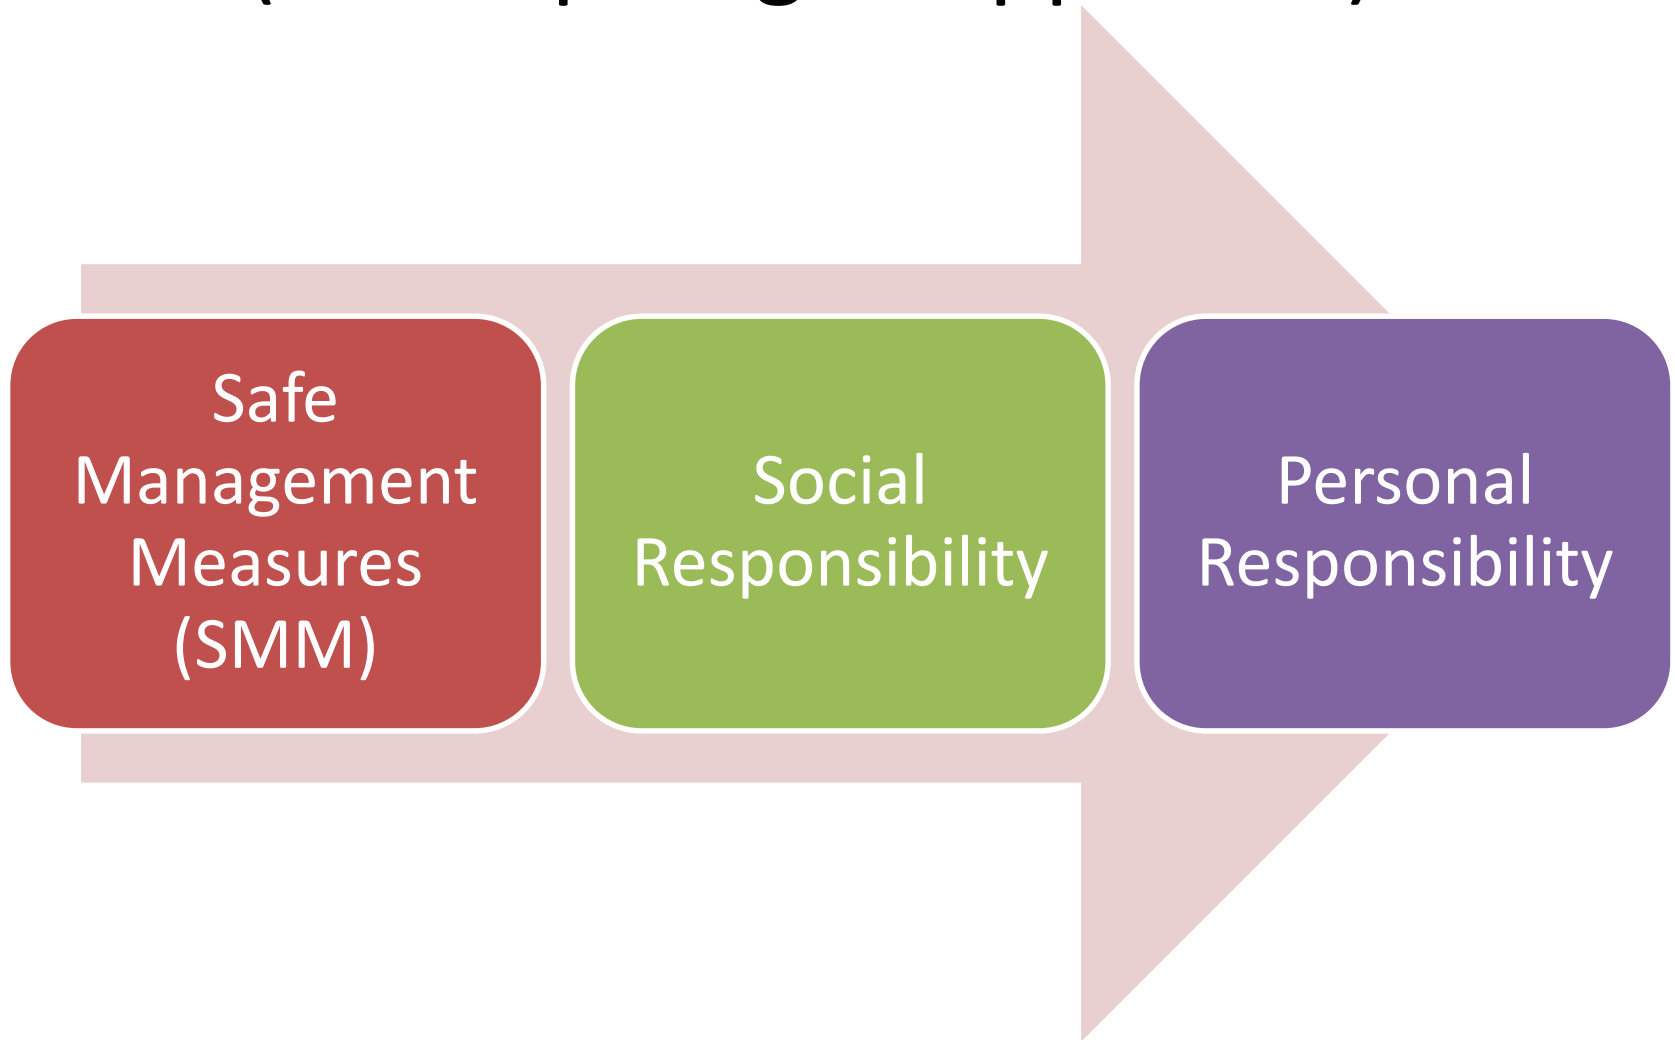 Safe
Management
Measures
(SMM)
Social
Responsibility
Personal
Responsibility